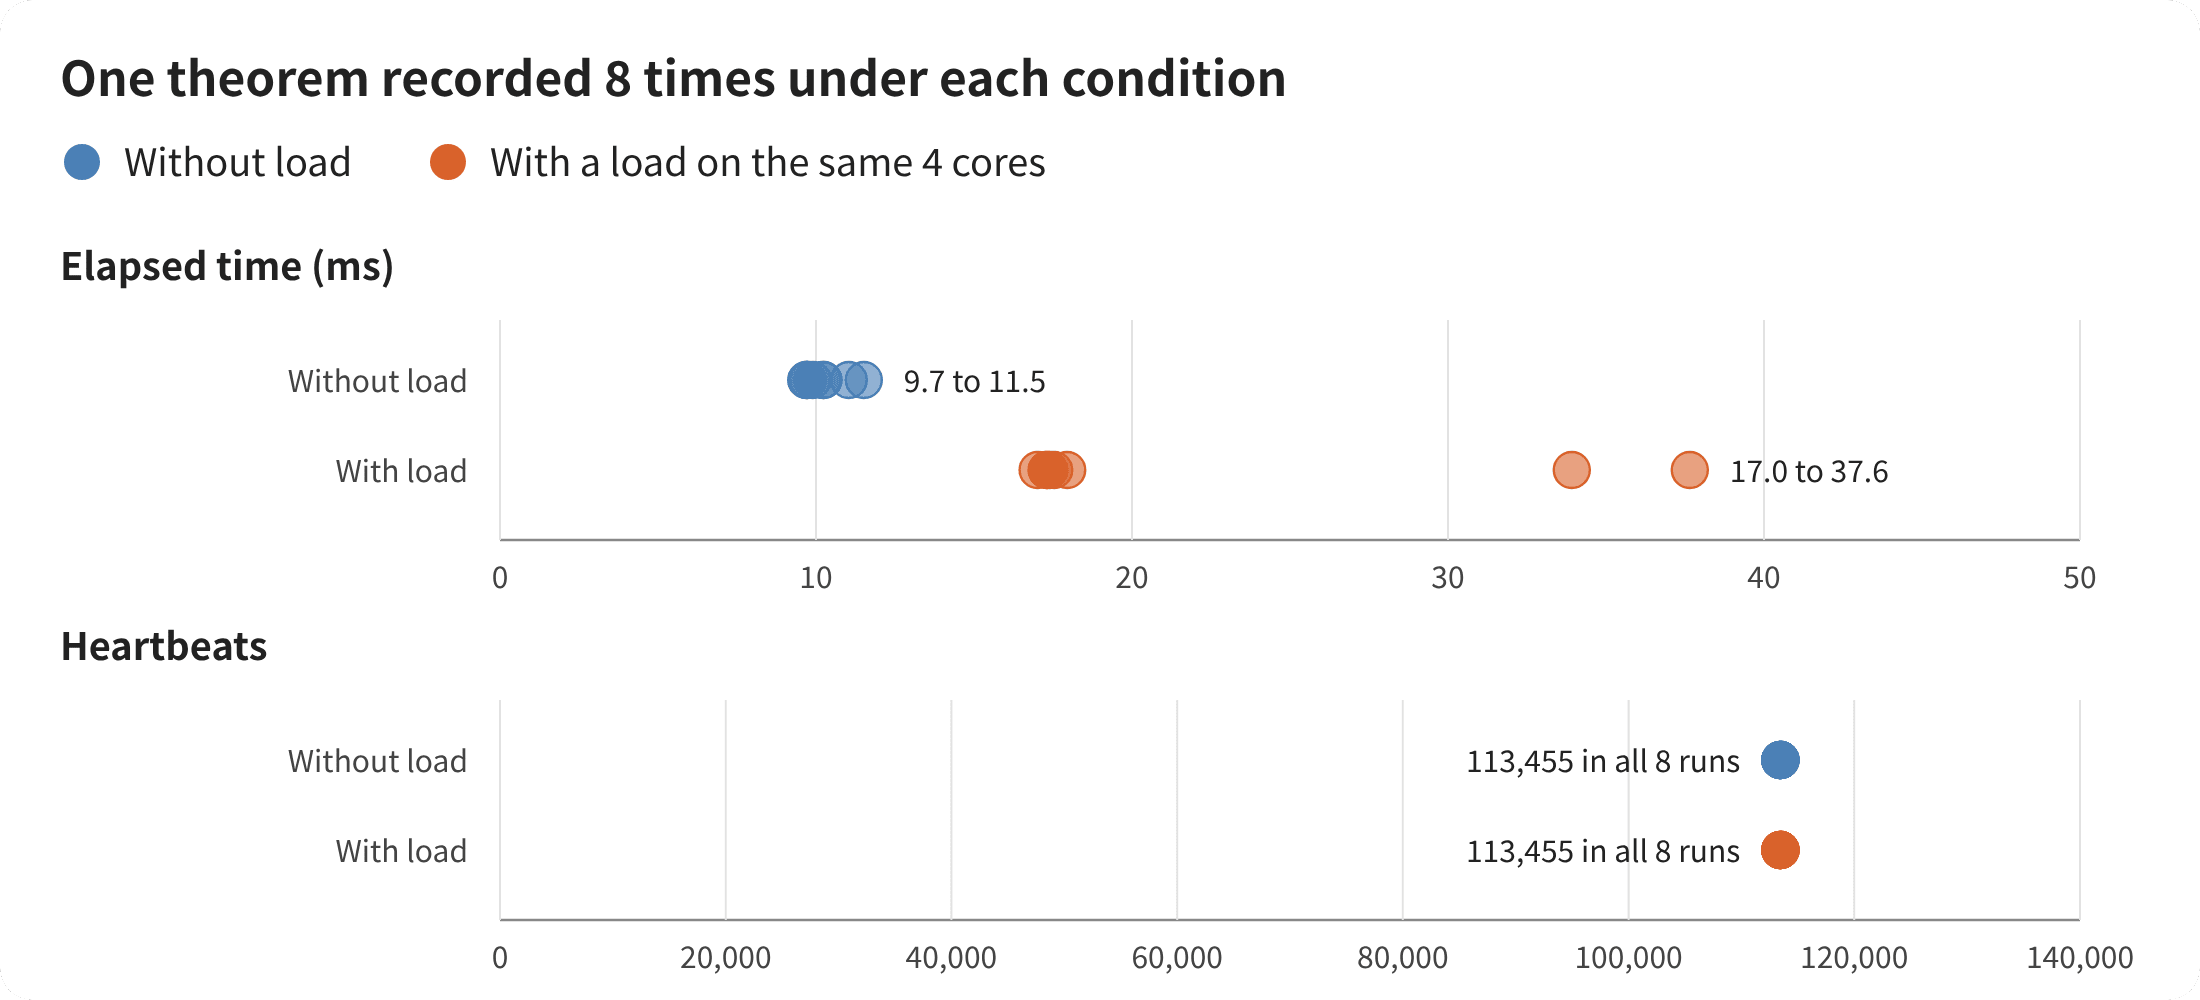 One theorem recorded 8 times under each condition
Without load
With a load on the same 4 cores
Elapsed time (ms)
Without load
9.7 to 11.5
With load
17.0 to 37.6
0 10 20 30 40 50
Heartbeats
Without load
113,455 in all 8 runs
With load
113,455 in all 8 runs
0 20,000 40,000 60,000 80,000 100,000 120,000 140,000